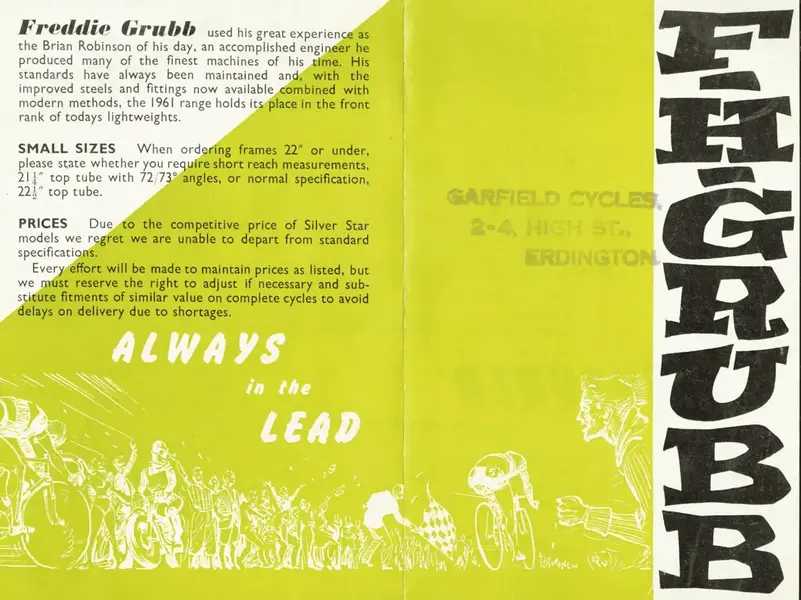 Freddie Grubb used his great experience as
the Brian Robinson of his day, an accomplished engineer he
produced many of the finest machines of his time. His
standards have always been maintained and, with the
improved steels and fittings now available combined with
modern methods, the 1961 range holds its place in the front
rank of todays lightweights.
SMALL SIZES When ordering frames 22″ or under,
please state whether you require short reach measurements,
21¼″ top tube with 72/73° angles, or normal specification,
22½″ top tube.
PRICES Due to the competitive price of Silver Star
models we regret we are unable to depart from standard
specifications.
Every effort will be made to maintain prices as listed, but
we must reserve the right to adjust if necessary and sub-
stitute fitments of similar value on complete cycles to avoid
delays on delivery due to shortages.
ALWAYS
in the
LEAD
GARFIELD CYCLES,
2-4, HIGH ST.,
ERDINGTON.
F·H·GRUBB